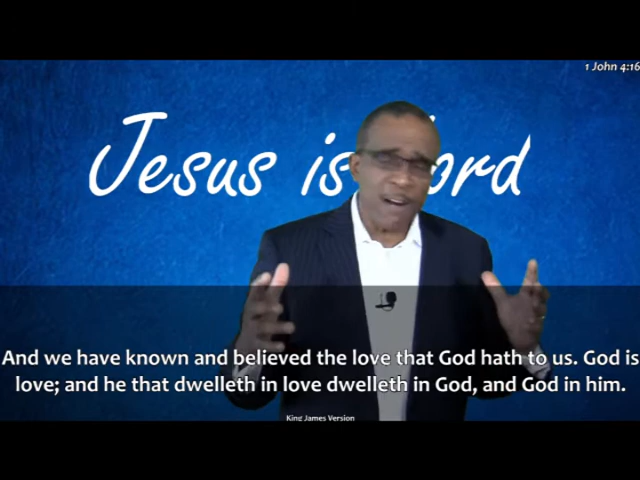 1 John 4:16
Jesus is Lord
And we have known and believed the love that God hath to us. God is
love; and he that dwelleth in love dwelleth in God, and God in him.
King James Version